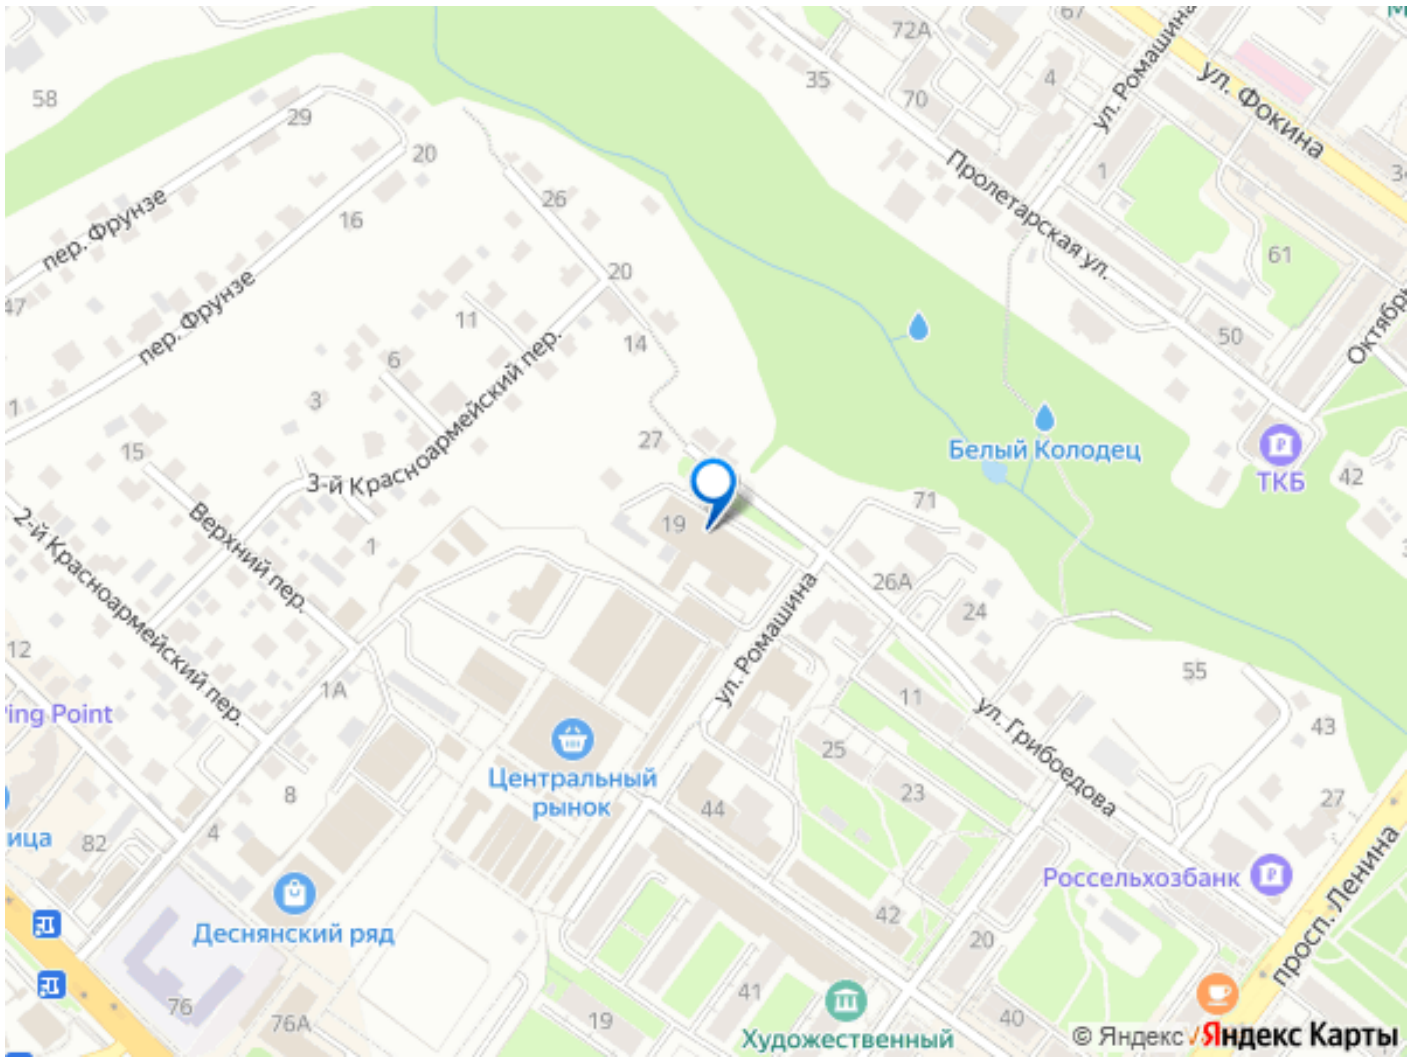 67
72А
ул. Ромашина
ул. Фокина
58
35
70
4
29
20
Пролетарская ул.
1
34
пер. Фрунзе
16
26
61
20
47
пер. Фрунзе
11
14
50
6
3
3-й Красноармейский пер.
15
27
Белый Колодец
ТКБ
42
71
2-й Красноармейский пер.
Верхний пер.
1
19
26А
24
12
ул. Ромашина
1А
55
ing Point
11
ул. Грибоедова
43
25
Центральный
рынок
8
23
27
44
4
82
ица
Россельхозбанк
просп. Ленина
Деснянский ряд
42
20
76
76А
19
41
40
Художественный
© Яндекс
Яндекс Карты